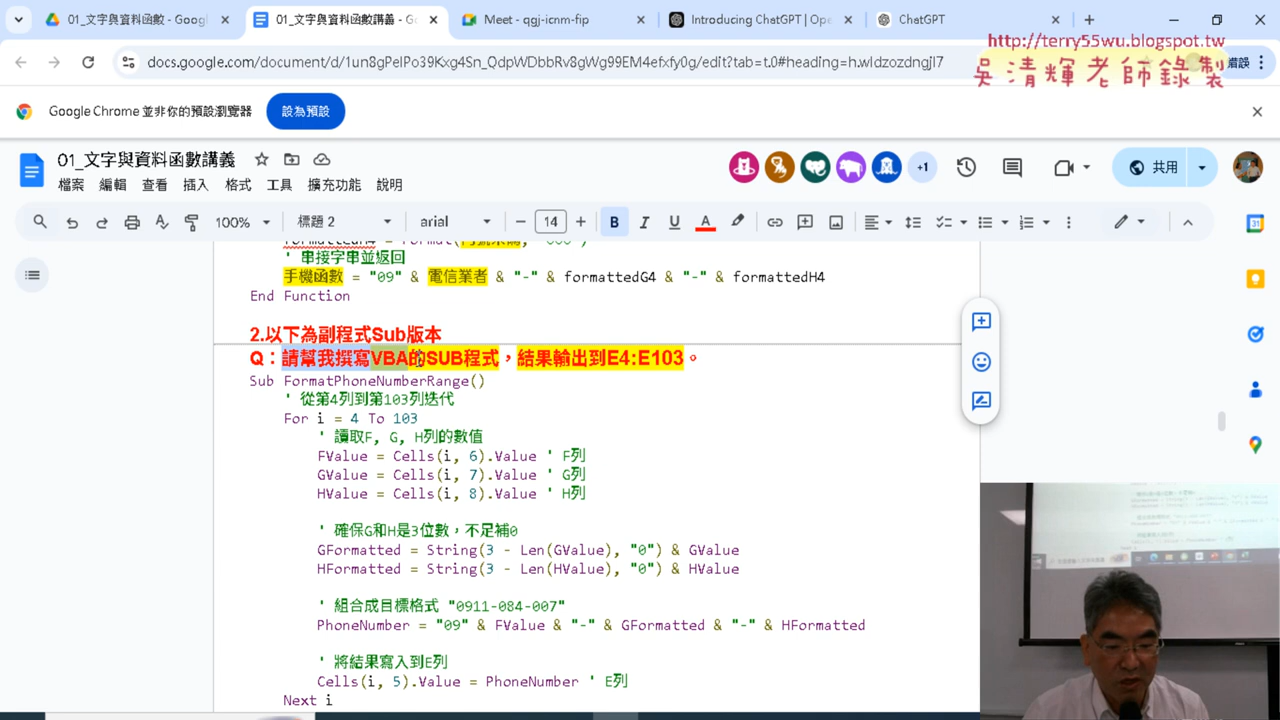 01_文字與資料函數 - Googl
01_文字與資料函數講義 - Go
Meet - qgj-icnm-fip
Introducing ChatGPT | Ope
ChatGPT
http://terry55wu.blogspot.tw
docs.google.com/document/d/1un8gPelPo39Kxg4Sn_QdpWDbbRv8gWg99EM4efxfy0g/edit?tab=t.0#heading=h.wldzozdngjl7
吳清輝老師錄製
Google Chrome 並非你的預設瀏覽器
設為預設
01_文字與資料函數講義
+1
共用
檔案 編輯 查看 插入 格式 工具 擴充功能 說明
100%
標題 2
arial
14
B I U A
' 串接字串並返回
手機函數 = "09" & 電信業者 & "-" & formattedG4 & "-" & formattedH4
End Function
2.以下為副程式Sub版本
Q：請幫我撰寫VBA的SUB程式，結果輸出到E4:E103。
Sub FormatPhoneNumberRange()
' 從第4列到第103列迭代
For i = 4 To 103
' 讀取F, G, H列的數值
FValue = Cells(i, 6).Value ' F列
GValue = Cells(i, 7).Value ' G列
HValue = Cells(i, 8).Value ' H列
' 確保G和H是3位數，不足補0
GFormatted = String(3 - Len(GValue), "0") & GValue
HFormatted = String(3 - Len(HValue), "0") & HValue
' 組合成目標格式 "0911-084-007"
PhoneNumber = "09" & FValue & "-" & GFormatted & "-" & HFormatted
' 將結果寫入到E列
Cells(i, 5).Value = PhoneNumber ' E列
Next i